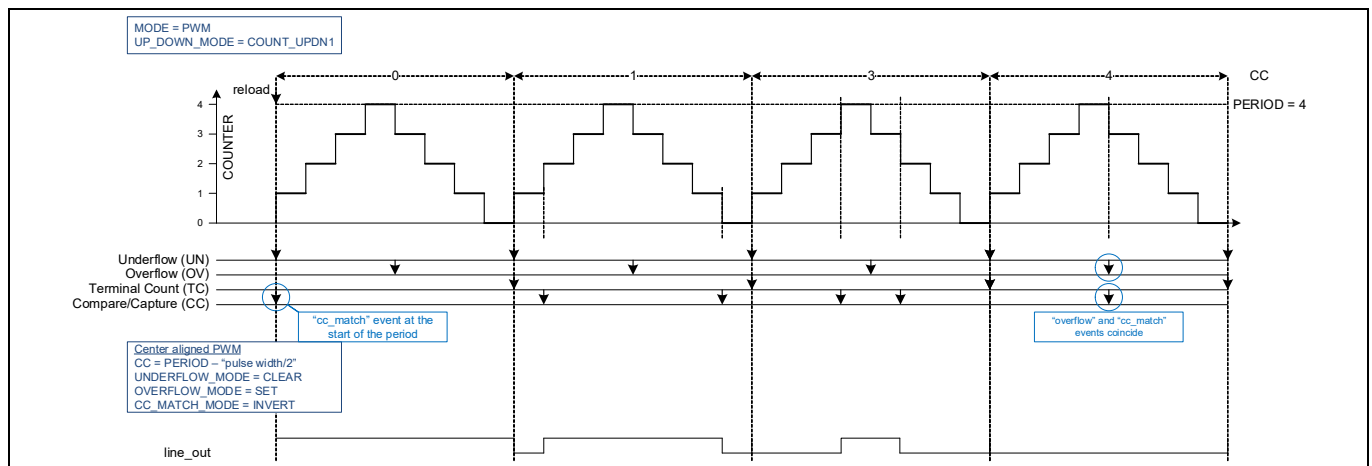 MODE = PWM
UP_DOWN_MODE = COUNT_UPDN1
0
1
3
4
CC
reload
4
PERIOD = 4
3
COUNTER
2
1
0
Underflow (UN)
Overflow (OV)
Terminal Count (TC)
Compare/Capture (CC)
“cc_match” event at the
start of the period
“overflow” and “cc_match”
events coincide
Center aligned PWM
CC = PERIOD – “pulse width/2”
UNDERFLOW_MODE = CLEAR
OVERFLOW_MODE = SET
CC_MATCH_MODE = INVERT
line_out